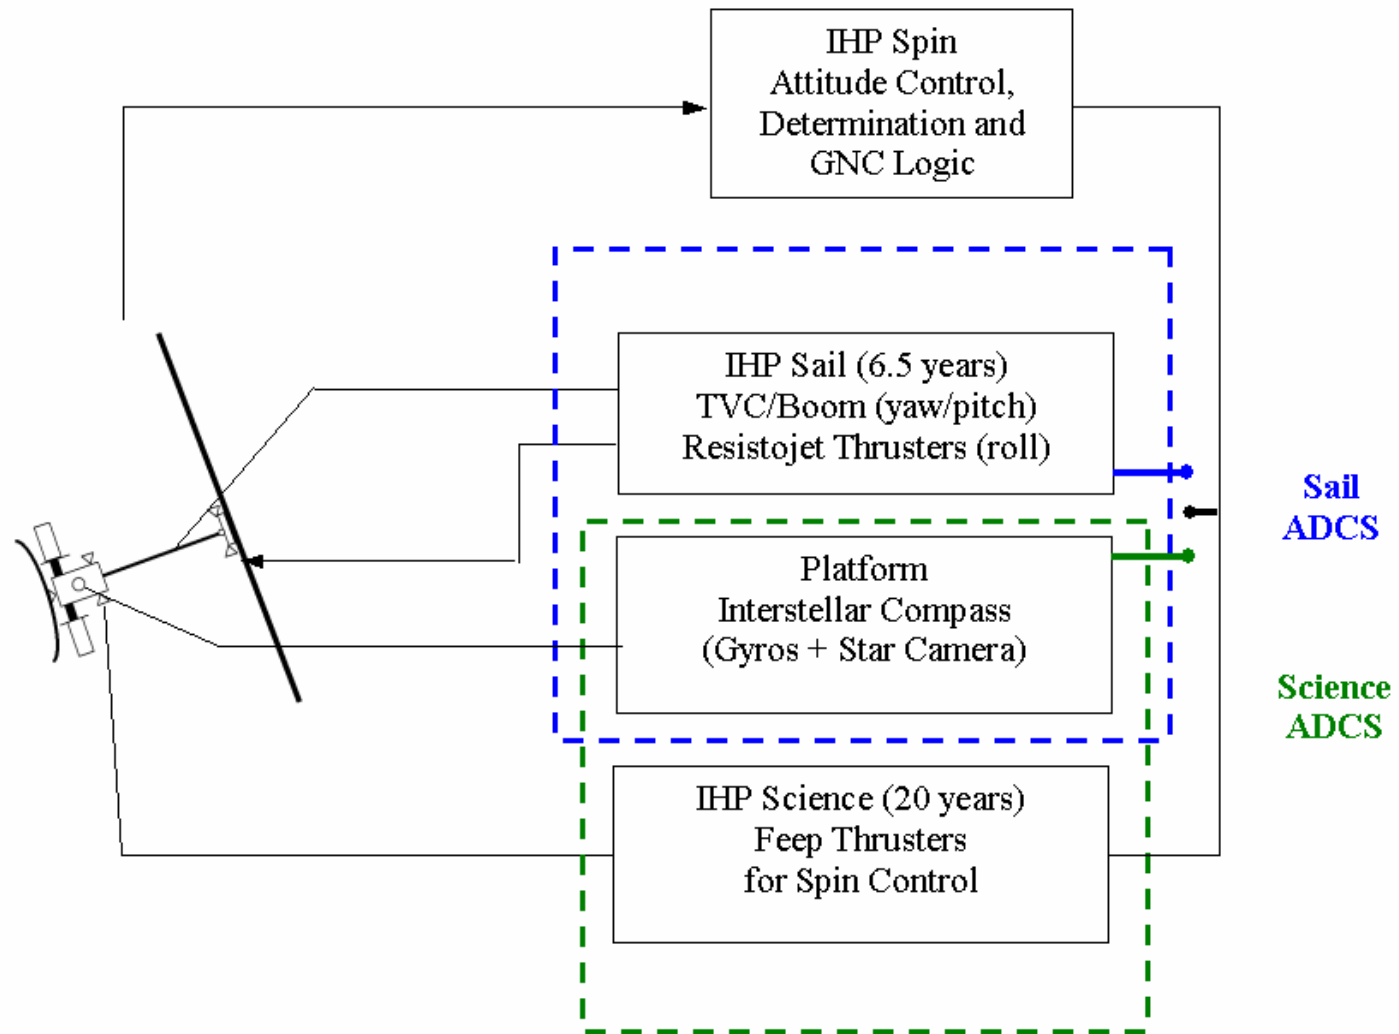 IHP Spin
Attitude Control,
Determination and
GNC Logic
IHP Sail (6.5 years)
TVC/Boom (yaw/pitch)
Resistojet Thrusters (roll)
Sail
ADCS
Platform
Interstellar Compass
(Gyros + Star Camera)
Science
ADCS
IHP Science (20 years)
Feep Thrusters
for Spin Control